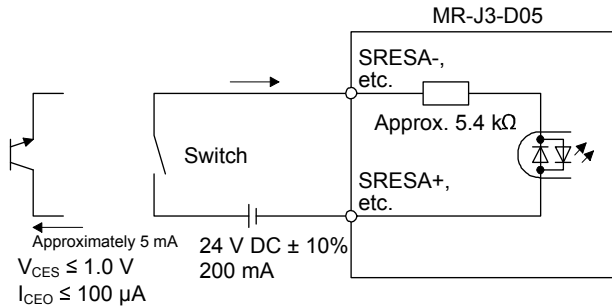 MR-J3-D05
SRESA-,
etc.
Approx. 5.4 kΩ
Switch
SRESA+,
etc.
Approximately 5 mA
24 V DC ± 10%
200 mA
VCES ≤ 1.0 V
ICEO ≤ 100 µA